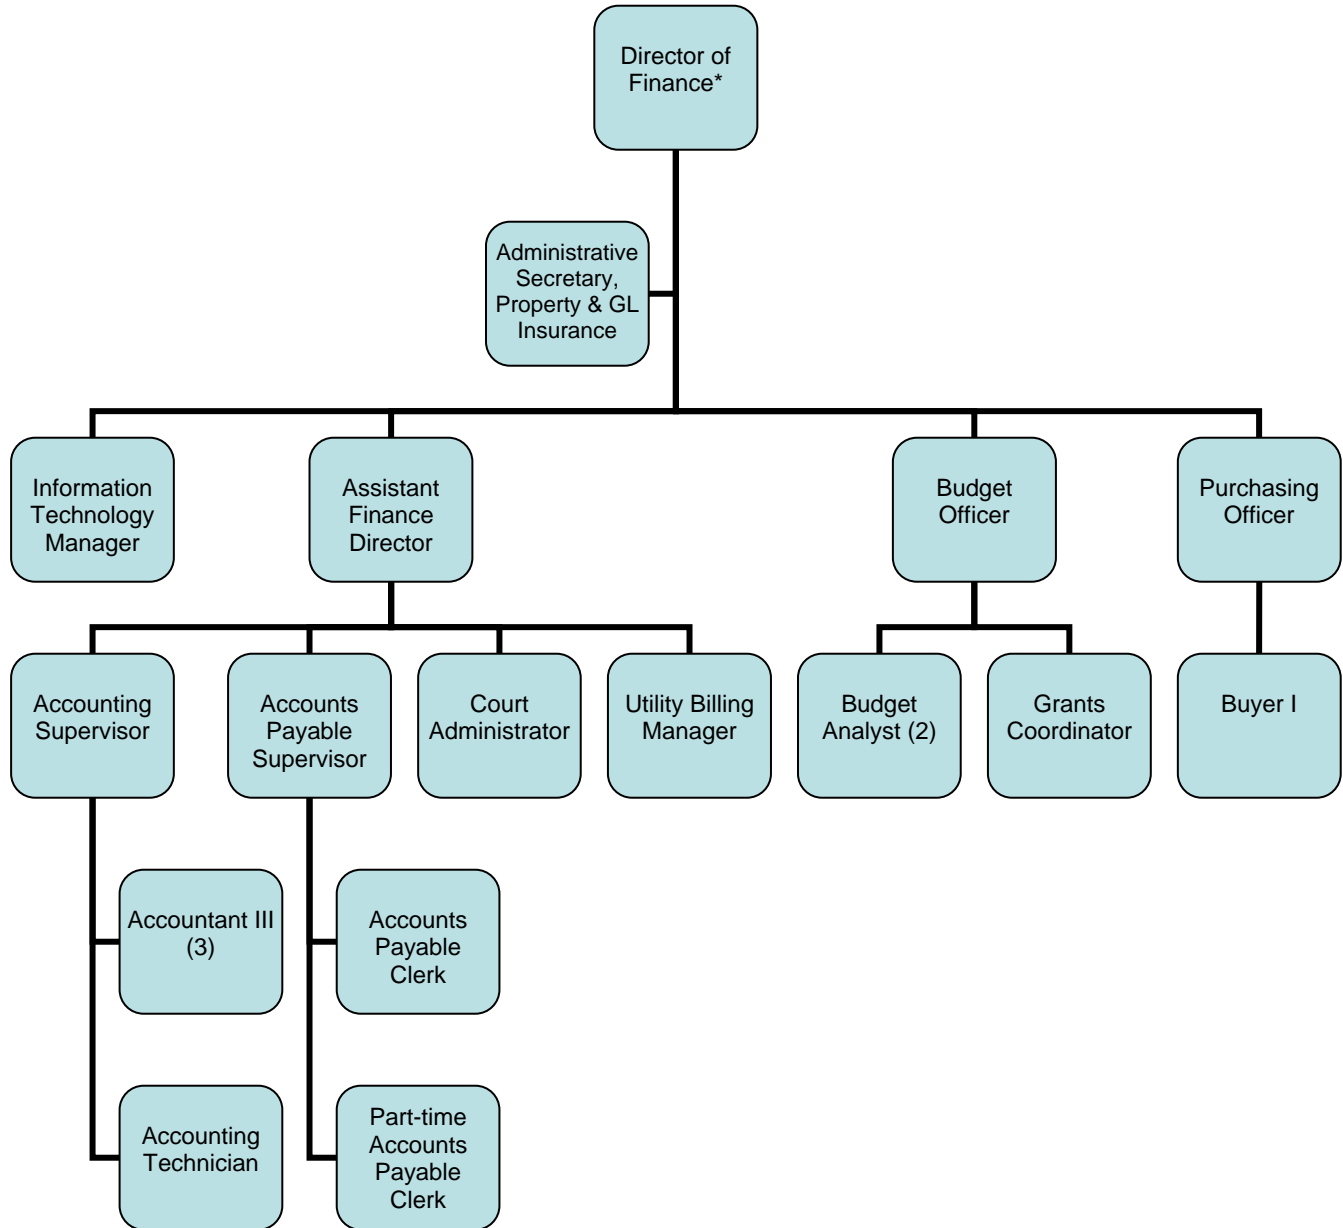 Director of
Finance*
Administrative
Secretary,
Property & GL
Insurance
Information
Technology
Manager
Assistant
Finance
Director
Budget
Officer
Purchasing
Officer
Accounting
Supervisor
Accounts
Payable
Supervisor
Court
Administrator
Utility Billing
Manager
Budget
Analyst (2)
Grants
Coordinator
Buyer I
Accountant III
(3)
Accounts
Payable
Clerk
Accounting
Technician
Part-time
Accounts
Payable
Clerk